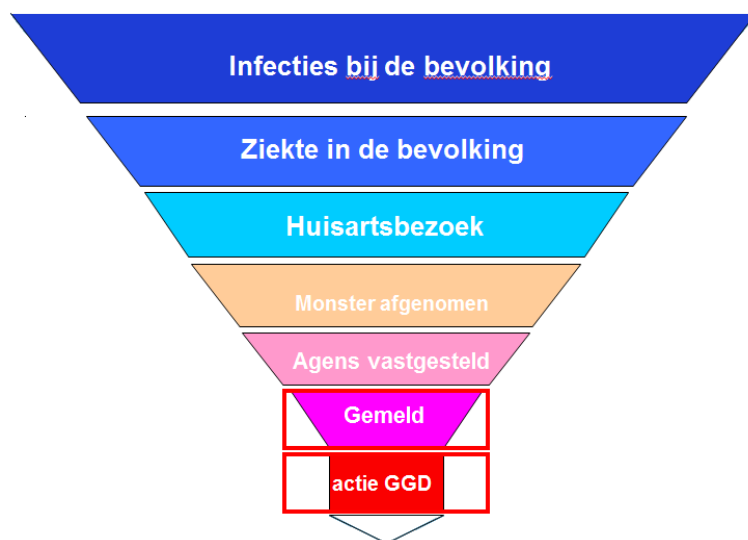 Infecties bij de bevolking
Ziekte in de bevolking
Huisartsbezoek
Monster afgenomen
Agens vastgesteld
Gemeld
actie GGD